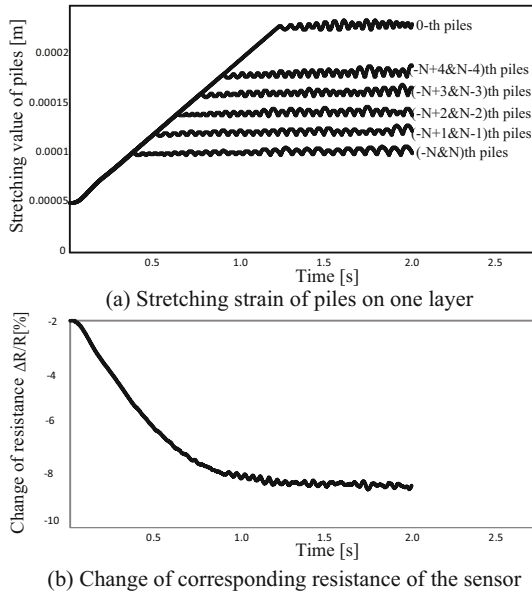 Stretching value of piles [m]
0.0002
0.00015
0.0001
0.00005
0
0-th piles
(-N+4&N-4)th piles
(-N+3&N-3)th piles
(-N+2&N-2)th piles
(-N+1&N-1)th piles
(-N&N)th piles
0.5 1.0 1.5 2.0 2.5
Time [s]
(a) Stretching strain of piles on one layer
Change of resistance ΔR/R[%]
-2
-4
-6
-8
-10
0.5 1.0 1.5 2.0 2.5
Time [s]
(b) Change of corresponding resistance of the sensor